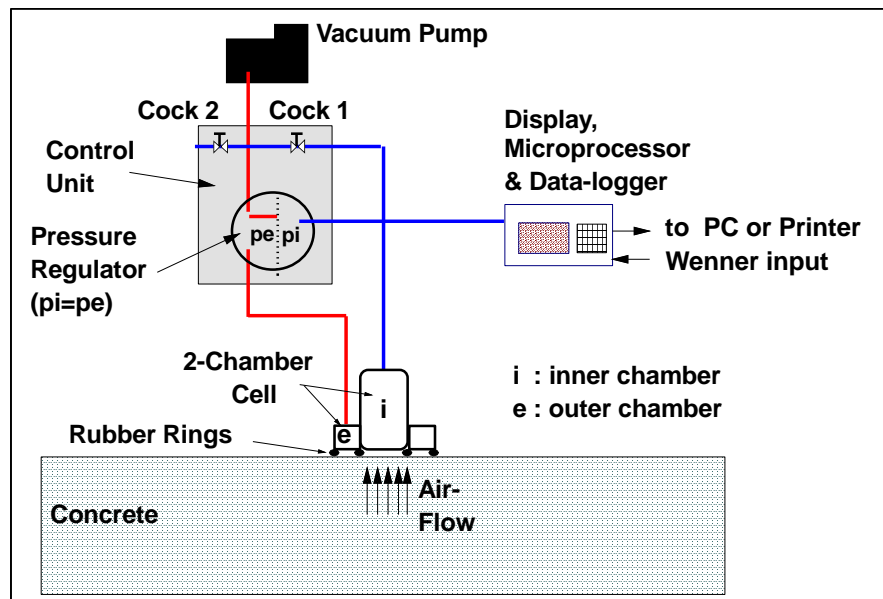 Vacuum Pump
Cock 2
Cock 1
Control
Unit
Display,
Microprocessor
& Data-logger
to PC or Printer
Wenner input
Pressure
Regulator
(pi=pe)
pe
pi
2-Chamber
Cell
i
e
i : inner chamber
e : outer chamber
Rubber Rings
Air-
Flow
Concrete